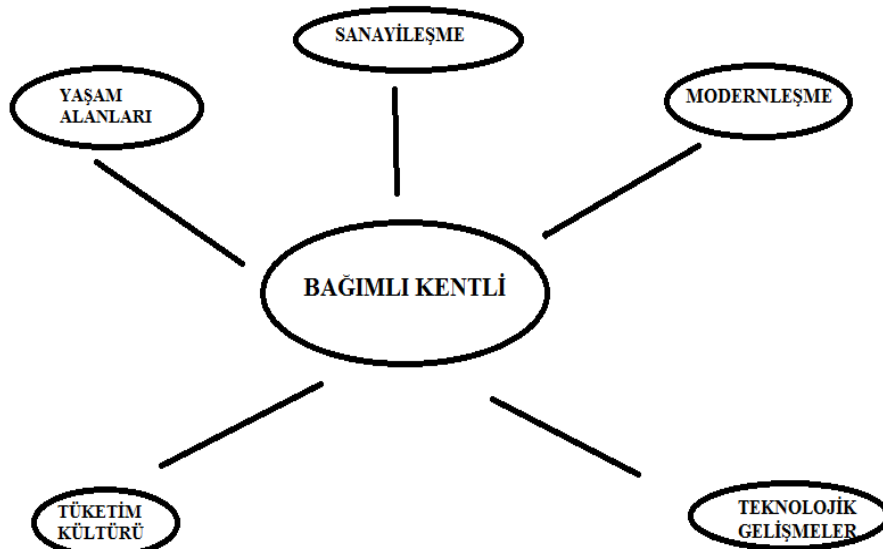 SANAYİLEŞME
YAŞAM
ALANLARI
MODERNLEŞME
BAĞIMLI KENTLİ
TÜKETİM
KÜLTÜRÜ
TEKNOLOJİK
GELİŞMELER